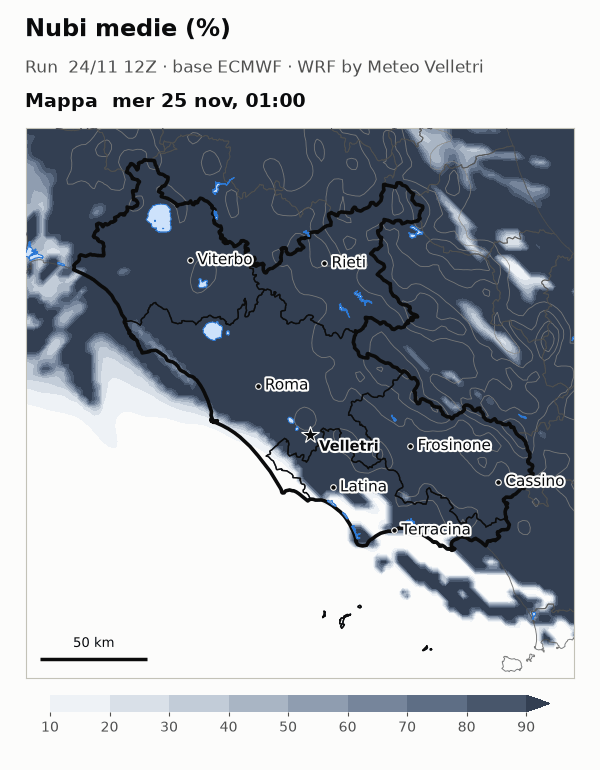 Nubi medie (%)
Run 24/11 12Z · base ECMWF · WRF by Meteo Velletri
Mappa mer 25 nov, 01:00
Viterbo
Rieti
Roma
Velletri
Frosinone
Cassino
Latina
Terracina
50 km
10 20 30 40 50 60 70 80 90